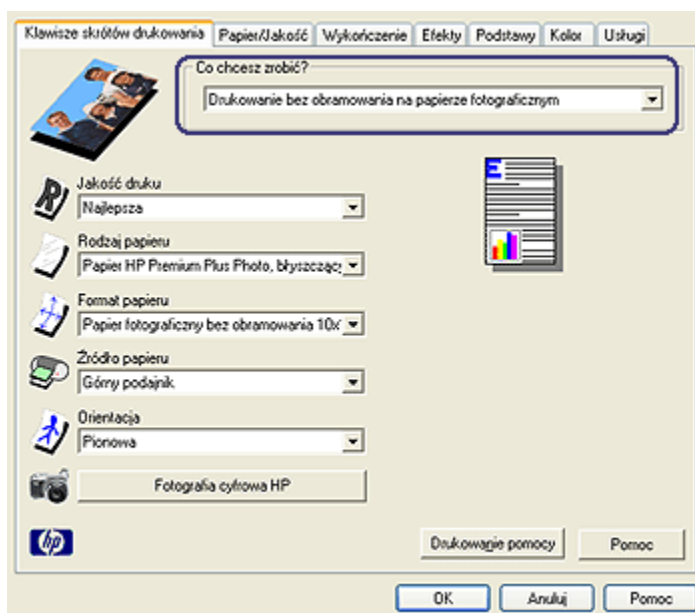 Klawisze skrótów drukowania Papier/Jakość Wykończenie Efekty Podstawy Kolor Usługi
Co chcesz zrobić?
Drukowanie bez obramowania na papierze fotograficznym
Jakość druku
Najlepsza
Rodzaj papieru
Papier HP Premium Plus Photo, błyszczący
Format papieru
Papier fotograficzny bez obramowania 10x
Źródło papieru
Górny podajnik
Orientacja
Pionowa
Fotografia cyfrowa HP
hp
Drukowanie pomocy Pomoc
OK Anuluj Pomoc